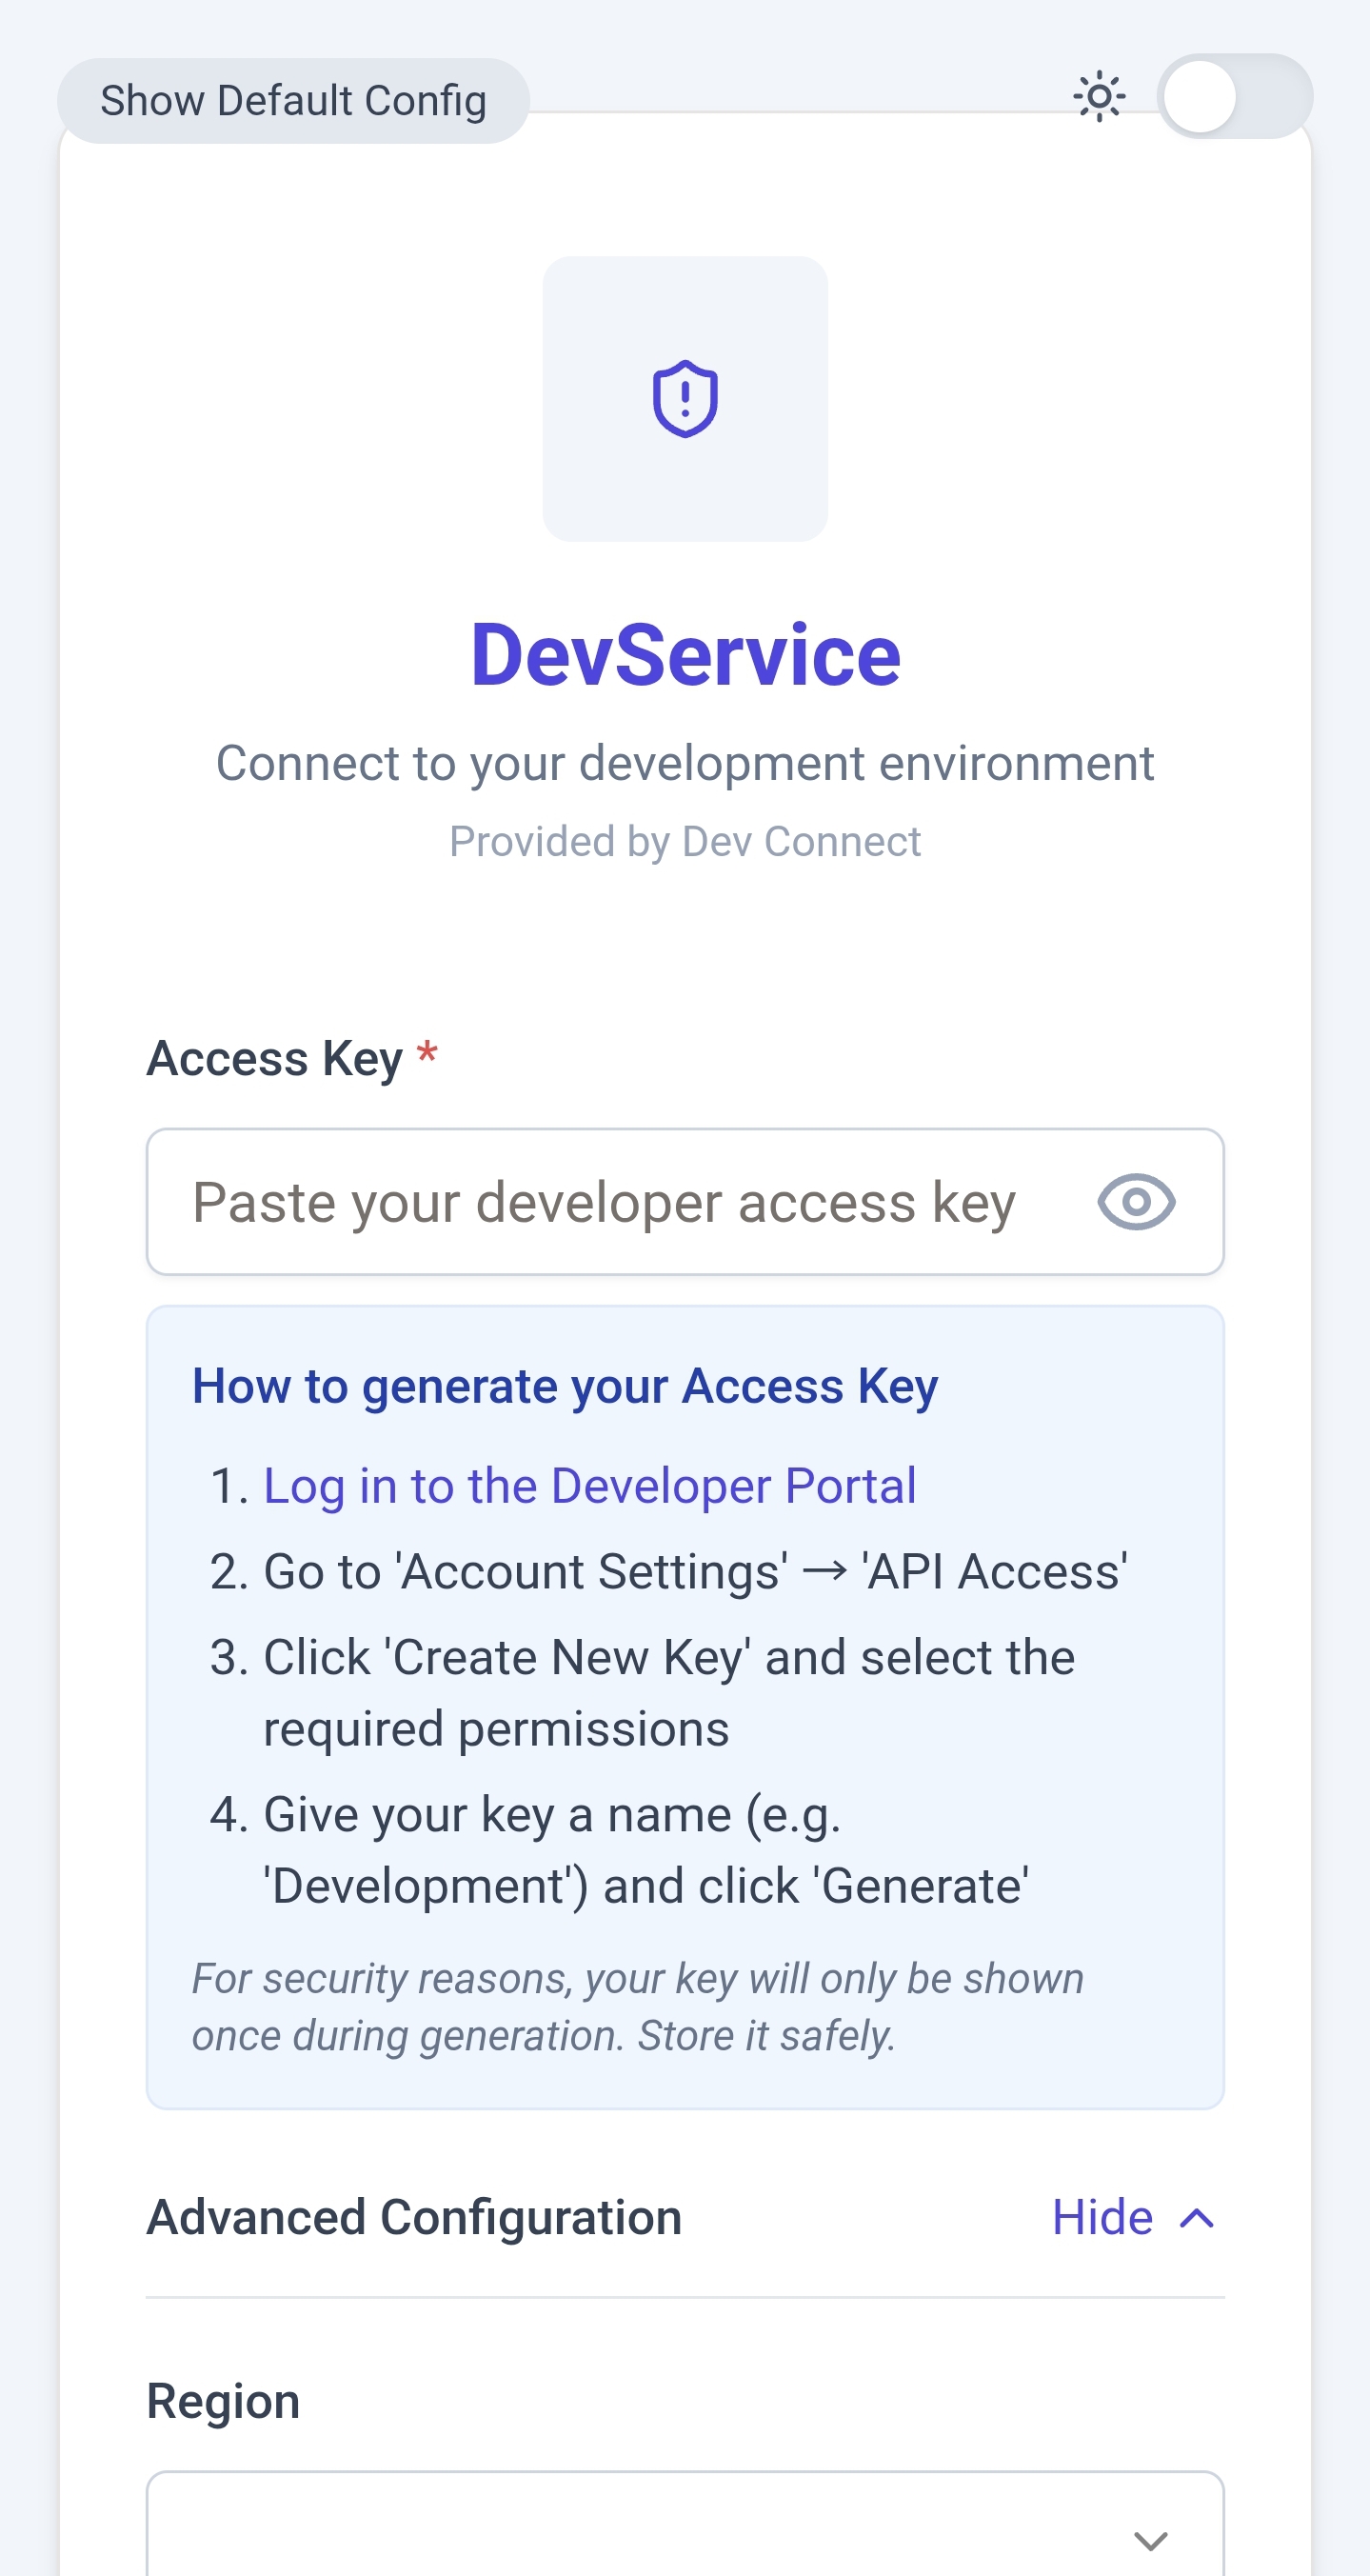 Show Default Config
DevService
Connect to your development environment
Provided by Dev Connect
Access Key *
Paste your developer access key
How to generate your Access Key
1. Log in to the Developer Portal
2. Go to 'Account Settings' → 'API Access'
3. Click 'Create New Key' and select the
required permissions
4. Give your key a name (e.g.
'Development') and click 'Generate'
For security reasons, your key will only be shown
once during generation. Store it safely.
Advanced Configuration
Hide
Region